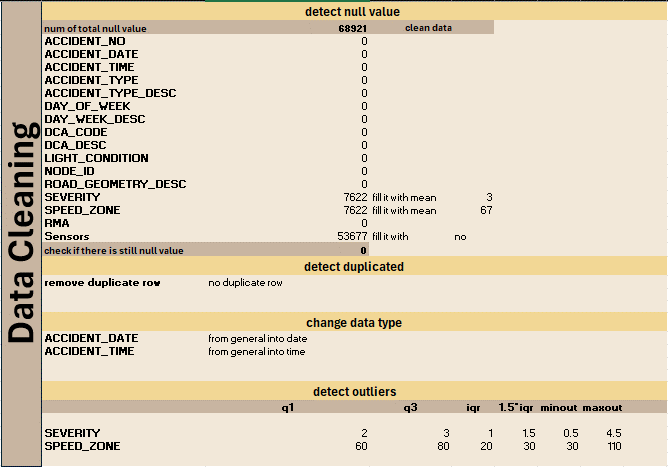 Data Cleaning
detect null value
num of total null value 68921 clean data
ACCIDENT_NO 0
ACCIDENT_DATE 0
ACCIDENT_TIME 0
ACCIDENT_TYPE 0
ACCIDENT_TYPE_DESC 0
DAY_OF_WEEK 0
DAY_WEEK_DESC 0
DCA_CODE 0
DCA_DESC 0
LIGHT_CONDITION 0
NODE_ID 0
ROAD_GEOMETRY_DESC 0
SEVERITY 7622 fill it with mean 3
SPEED_ZONE 7622 fill it with mean 67
RMA 0
Sensors 53677 fill it with no
check if there is still null value 0
detect duplicated
remove duplicate row no duplicate row
change data type
ACCIDENT_DATE from general into date
ACCIDENT_TIME from general into time
detect outliers
q1 q3 iqr 1.5*iqr minout maxout
SEVERITY 2 3 1 1.5 0.5 4.5
SPEED_ZONE 60 80 20 30 30 110